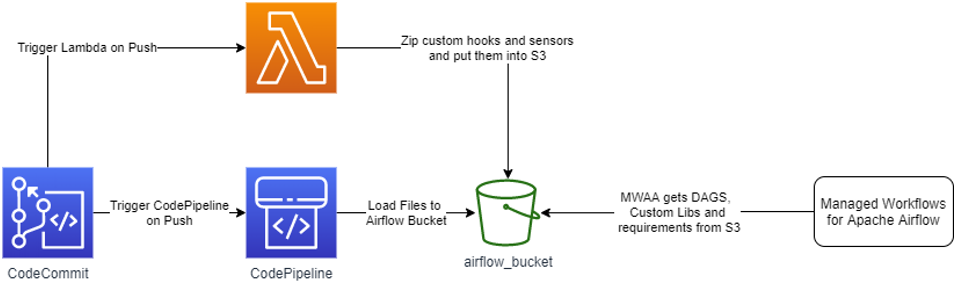 Trigger Lambda on Push
Zip custom hooks and sensors
and put them into S3
Trigger CodePipeline
on Push
Load Files to
Airflow Bucket
MWAA gets DAGS,
Custom Libs and
requirements from S3
Managed Workflows
for Apache Airflow
CodeCommit
CodePipeline
airflow_bucket